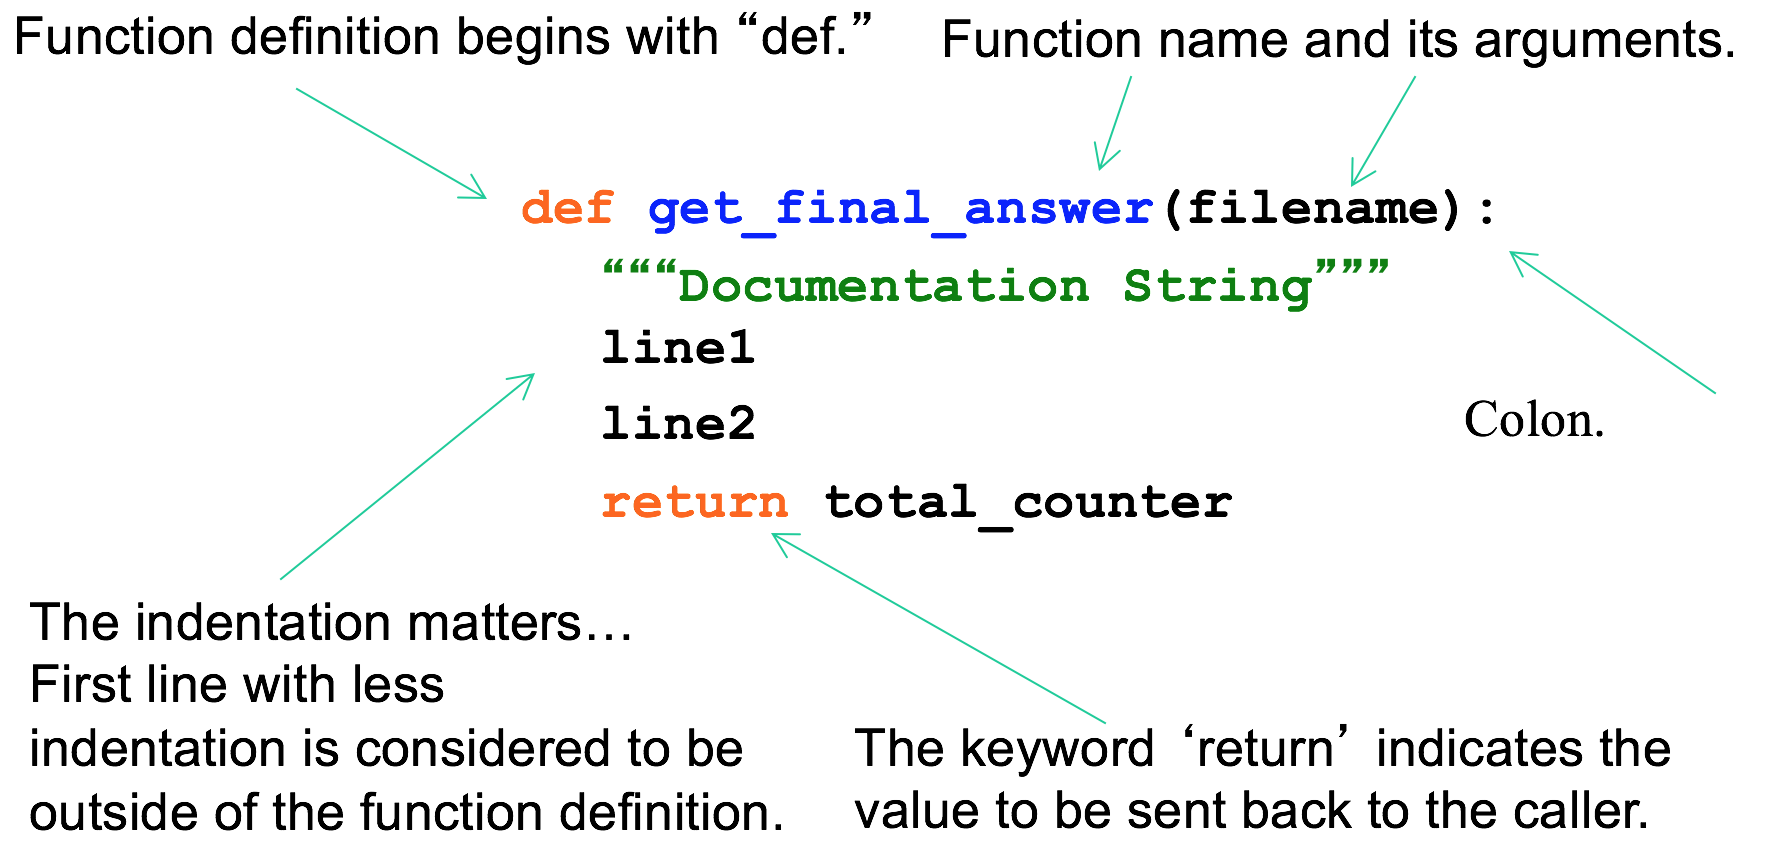 Function definition begins with “def.”
Function name and its arguments.
def get_final_answer(filename):
“““Documentation String”””
line1
line2
Colon.
return total_counter
The indentation matters…
First line with less
indentation is considered to be
outside of the function definition.
The keyword ‘return’ indicates the
value to be sent back to the caller.